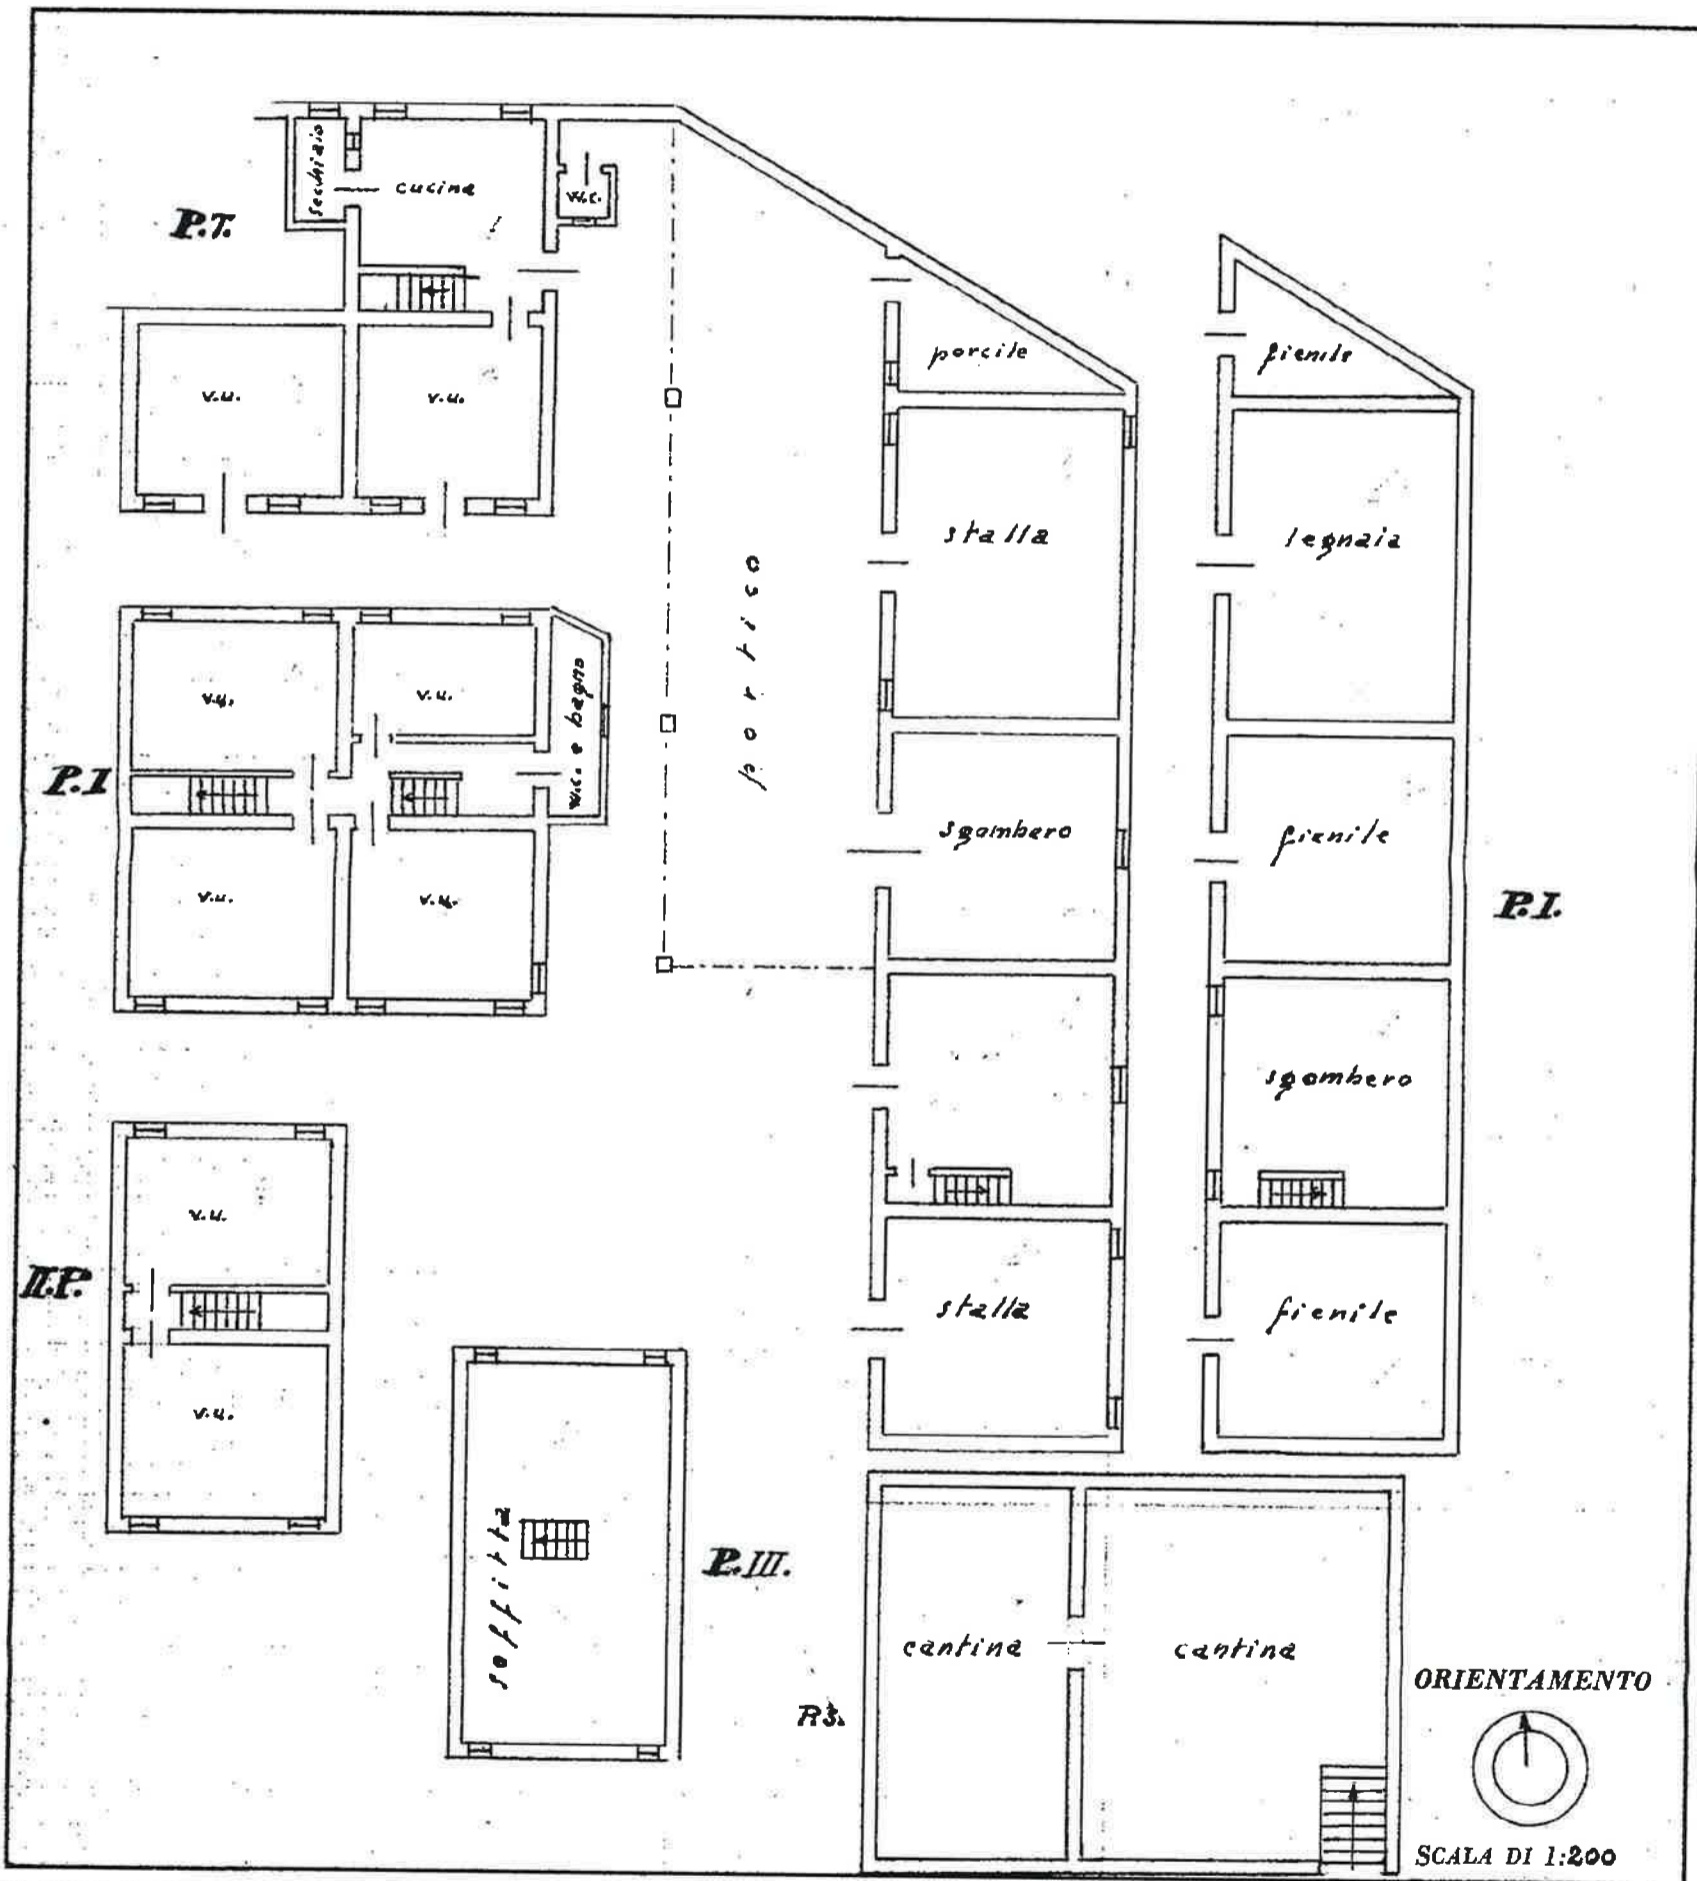 P.T.
secchiaio
cucina
w.c.
v.u.
v.u.
portico
porcile
stalla
sgombero
stalla
fienile
legnaia
fienile
sgombero
fienile
P.I.
P.I
v.u.
v.u.
w.c. e bagno
v.u.
v.u.
II.P.
v.u.
v.u.
soffitta
P.III.
cantina
cantina
ORIENTAMENTO
SCALA DI 1:200